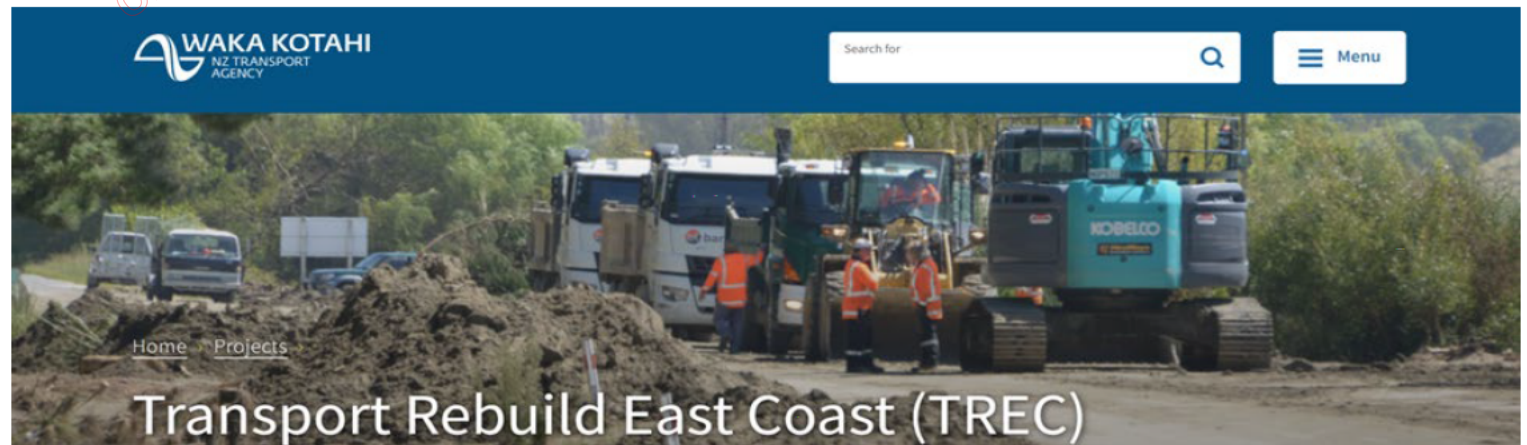 WAKA KOTAHI
NZ TRANSPORT
AGENCY
Search for
Menu
KOBELCO
Home Projects
Transport Rebuild East Coast (TREC)